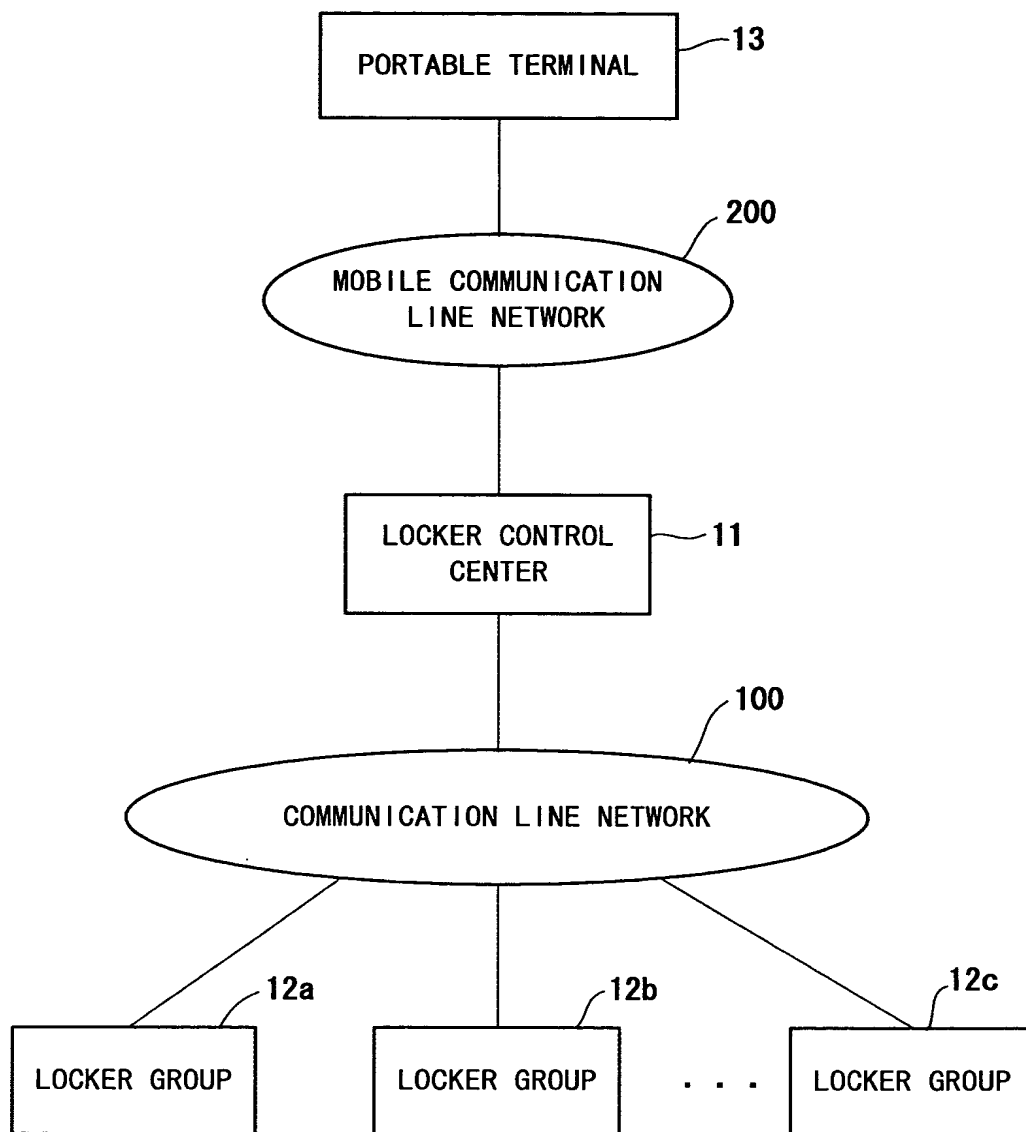 13
PORTABLE TERMINAL
200
MOBILE COMMUNICATION
LINE NETWORK
LOCKER CONTROL
CENTER
11
100
COMMUNICATION LINE NETWORK
12a
12b
12c
LOCKER GROUP
LOCKER GROUP
. . .
LOCKER GROUP